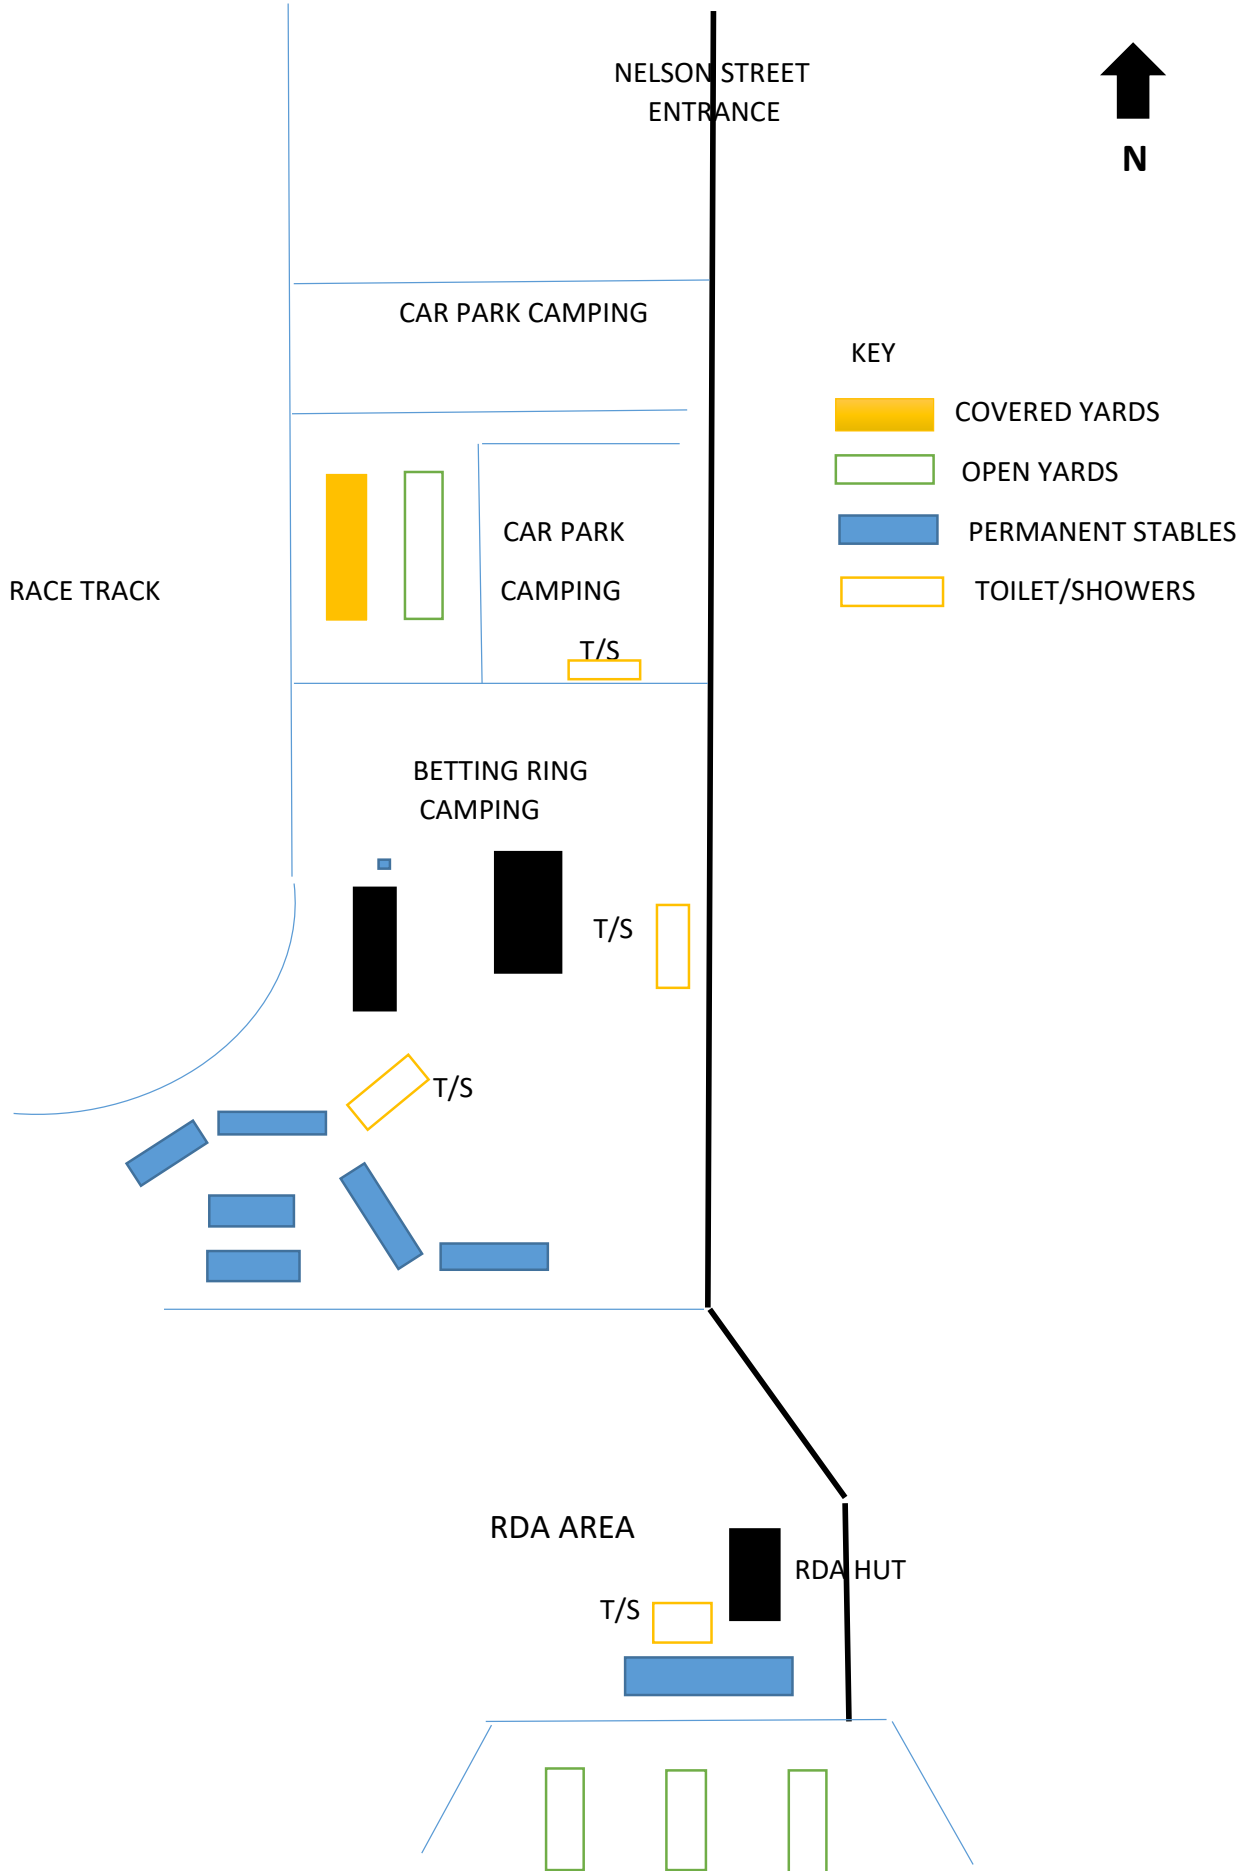 NELSON STREET
ENTRANCE
N
CAR PARK CAMPING
KEY
COVERED YARDS
OPEN YARDS
PERMANENT STABLES
TOILET/SHOWERS
CAR PARK
CAMPING
T/S
RACE TRACK
BETTING RING
CAMPING
T/S
T/S
RDA AREA
RDA HUT
T/S